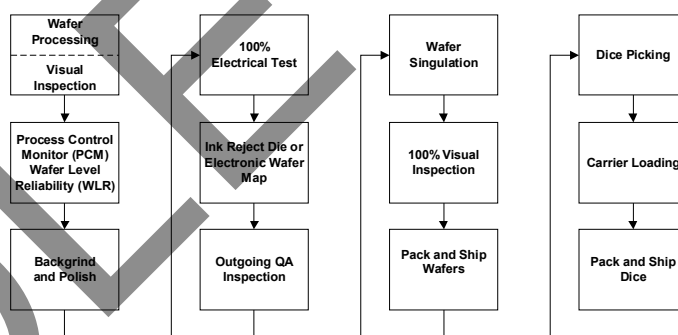 Wafer
Processing
Visual
Inspection
Process Control
Monitor (PCM)
Wafer Level
Reliability (WLR)
Backgrind
and Polish
100%
Electrical Test
Ink Reject Die or
Electronic Wafer
Map
Outgoing QA
Inspection
Wafer
Singulation
100% Visual
Inspection
Pack and Ship
Wafers
Dice Picking
Carrier Loading
Pack and Ship
Dice